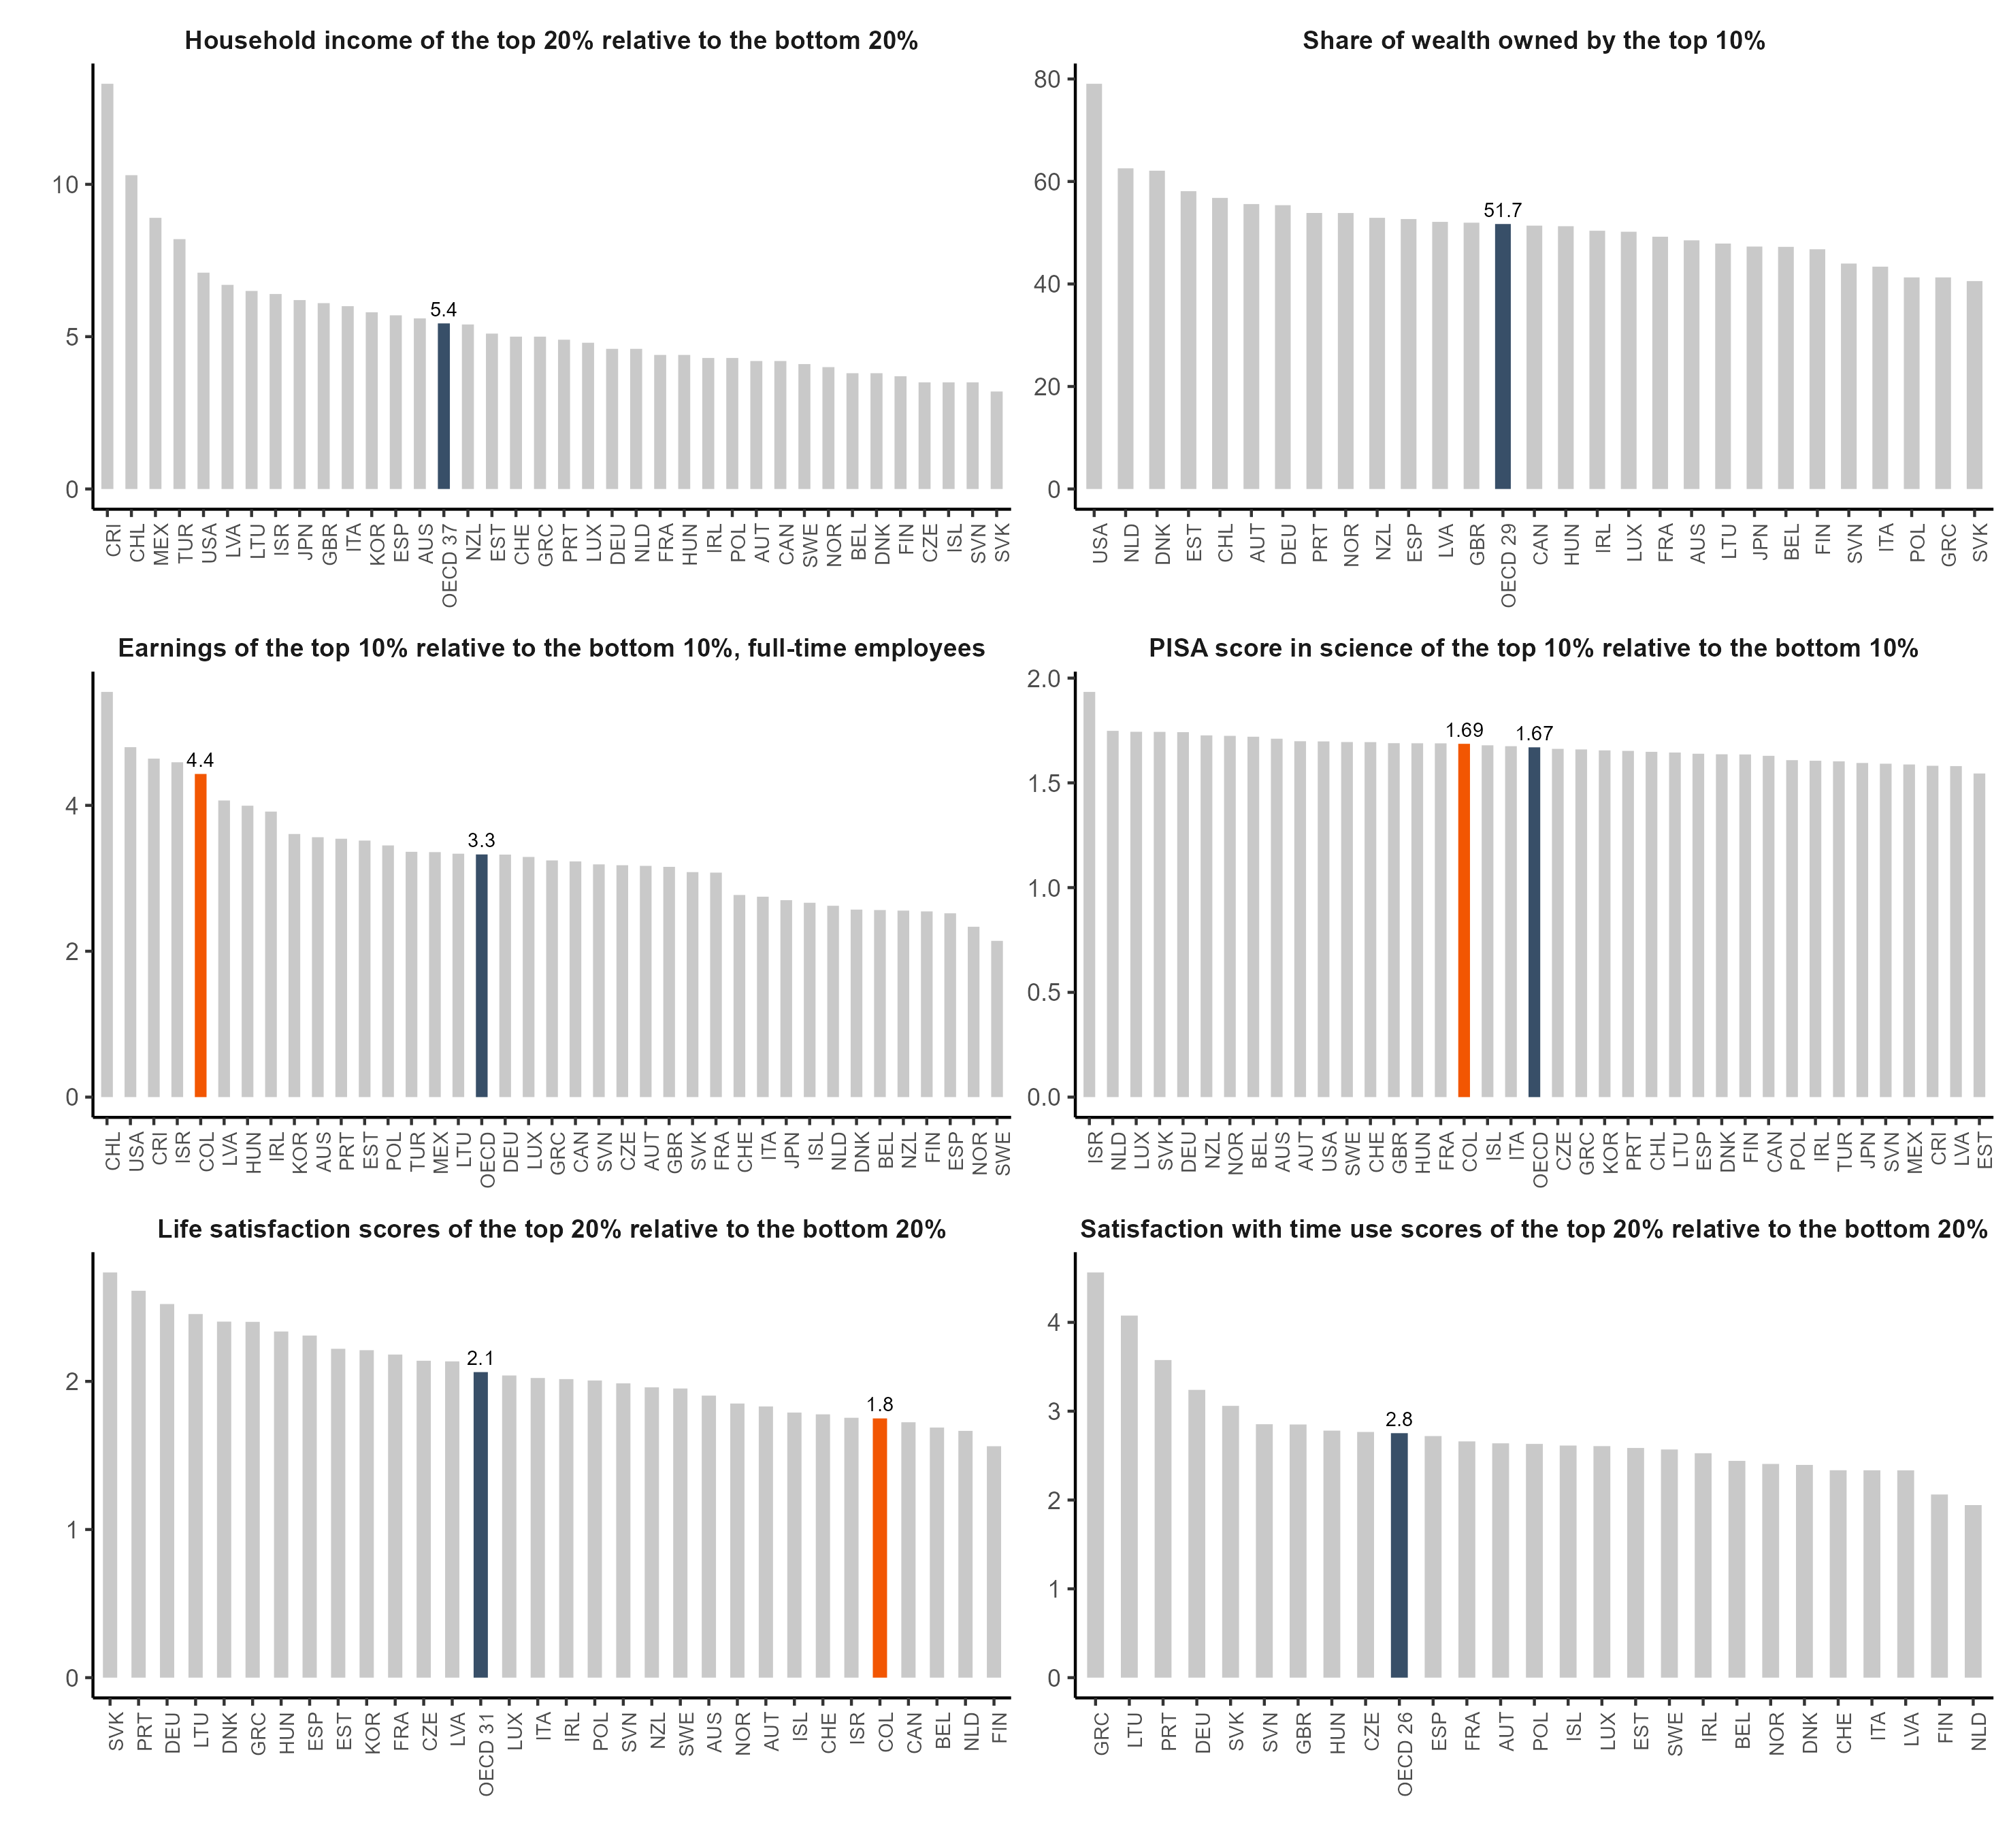 Household income of the top 20% relative to the bottom 20%
10
5
0
5.4
CRI CHL MEX TUR USA LVA LTU ISR JPN GBR ITA KOR ESP AUS OECD 37 NZL EST CHE GRC PRT LUX DEU NLD FRA HUN IRL POL AUT CAN SWE NOR BEL DNK FIN CZE ISL SVN SVK
Share of wealth owned by the top 10%
80
60
40
20
0
51.7
USA NLD DNK EST CHL AUT DEU PRT NOR NZL ESP LVA GBR OECD 29 CAN HUN IRL LUX FRA AUS LTU JPN BEL FIN SVN ITA POL GRC SVK
Earnings of the top 10% relative to the bottom 10%, full-time employees
4
2
0
4.4
3.3
CHL USA CRI ISR COL LVA HUN IRL KOR AUS PRT EST POL TUR MEX LTU OECD DEU LUX GRC CAN SVN CZE AUT GBR SVK FRA CHE ITA JPN ISL NLD DNK BEL NZL FIN ESP NOR SWE
PISA score in science of the top 10% relative to the bottom 10%
2.0
1.5
1.0
0.5
0.0
1.69
1.67
ISR NLD LUX SVK DEU NZL NOR BEL AUS AUT USA SWE CHE GBR HUN FRA COL ISL ITA OECD CZE GRC KOR PRT CHL LTU ESP DNK FIN CAN POL IRL TUR JPN SVN MEX CRI LVA EST
Life satisfaction scores of the top 20% relative to the bottom 20%
2
1
0
2.1
1.8
SVK PRT DEU LTU DNK GRC HUN ESP EST KOR FRA CZE LVA OECD 31 LUX ITA IRL POL SVN NZL SWE AUS NOR AUT ISL CHE ISR COL CAN BEL NLD FIN
Satisfaction with time use scores of the top 20% relative to the bottom 20%
4
3
2
1
0
2.8
GRC LTU PRT DEU SVK SVN GBR HUN CZE OECD 26 ESP FRA AUT POL ISL LUX EST SWE IRL BEL NOR DNK CHE ITA LVA FIN NLD